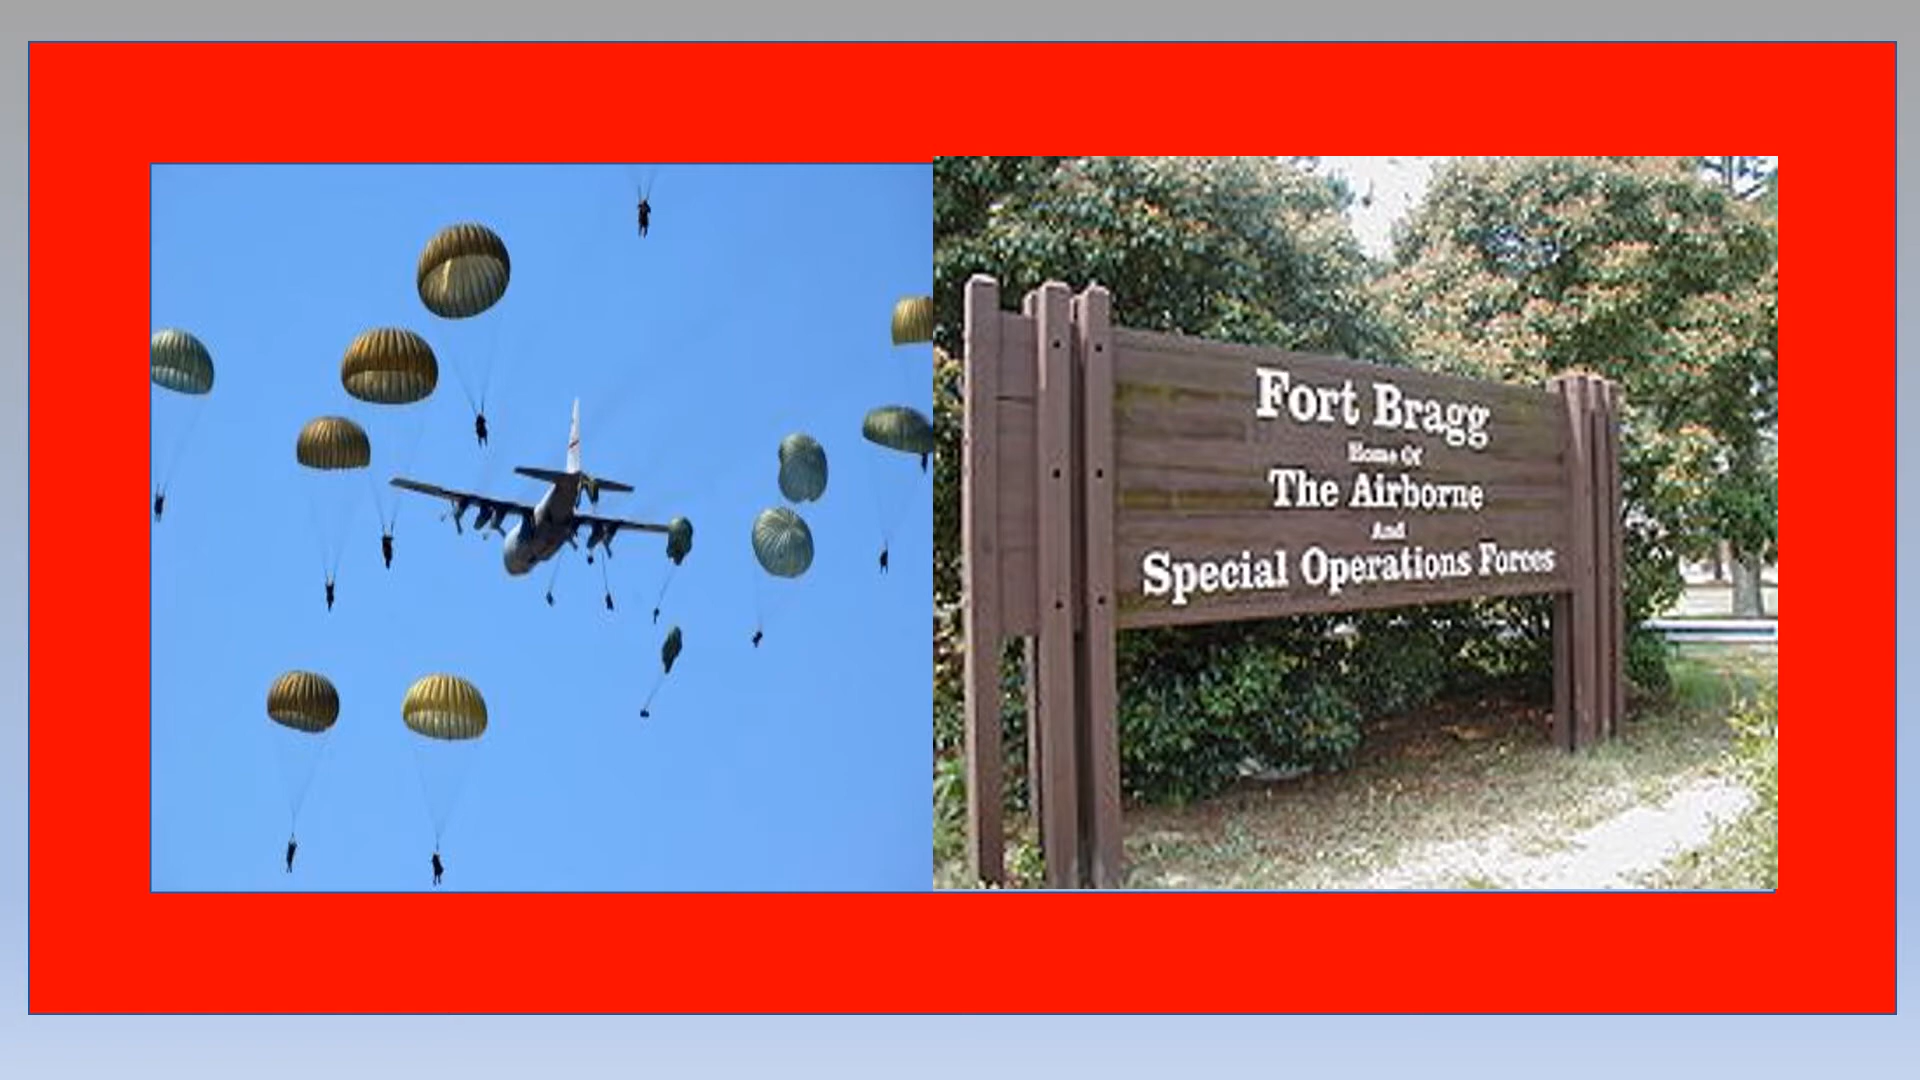 Fort Bragg
Home Of
The Airborne
And
Special Operations Forces